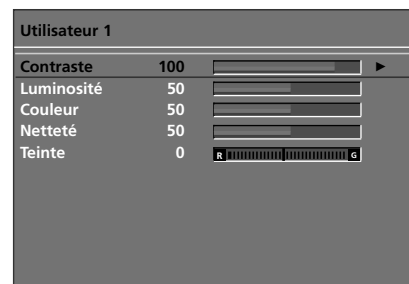 Utilisateur 1
Contraste 100
Luminosité 50
Couleur 50
Netteté 50
Teinte 0 R G